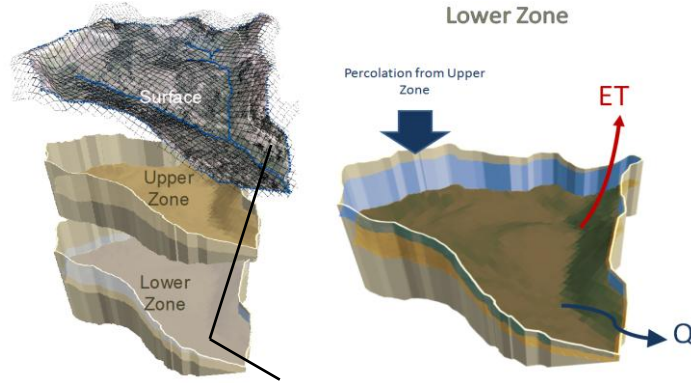 Lower Zone
Percolation from Upper
Zone
ET
Surface
Upper
Zone
Lower
Zone
Q